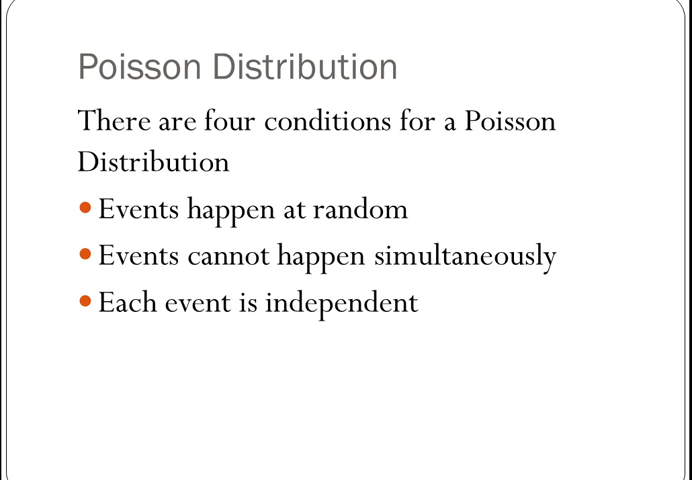 Poisson Distribution
There are four conditions for a Poisson
Distribution
• Events happen at random
• Events cannot happen simultaneously
• Each event is independent